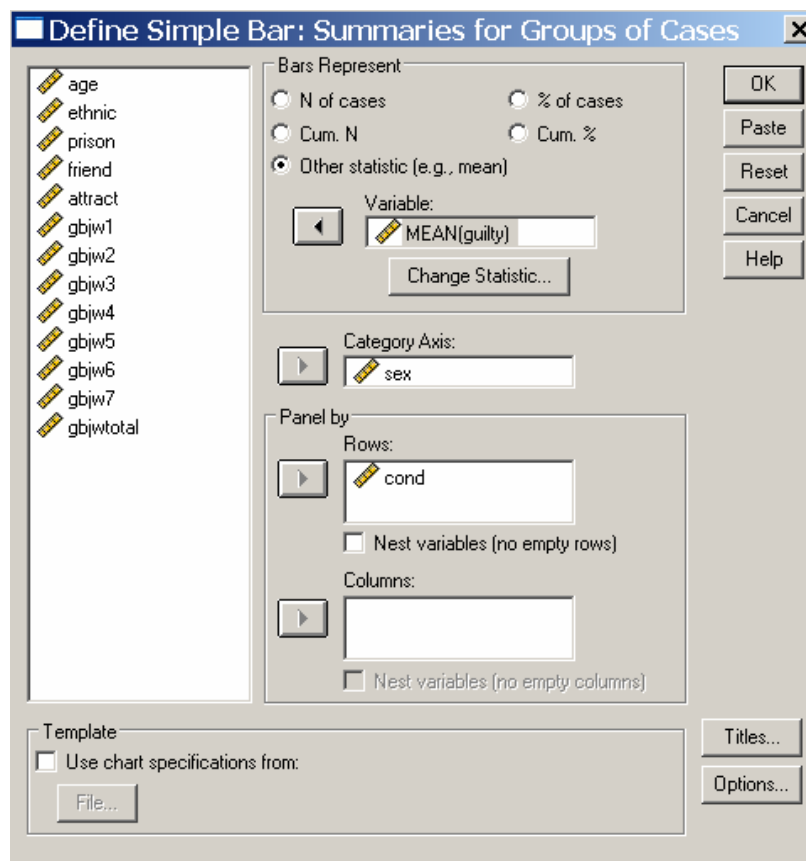 Define Simple Bar: Summaries for Groups of Cases
age
ethnic
prison
friend
attract
gbjw1
gbjw2
gbjw3
gbjw4
gbjw5
gbjw6
gbjw7
gbjwtotal
Bars Represent
N of cases
% of cases
Cum. N
Cum. %
Other statistic (e.g., mean)
Variable:
MEAN(guilty)
Change Statistic...
Category Axis:
sex
Panel by
Rows:
cond
Nest variables (no empty rows)
Columns:
Nest variables (no empty columns)
OK
Paste
Reset
Cancel
Help
Template
Use chart specifications from:
File...
Titles...
Options...